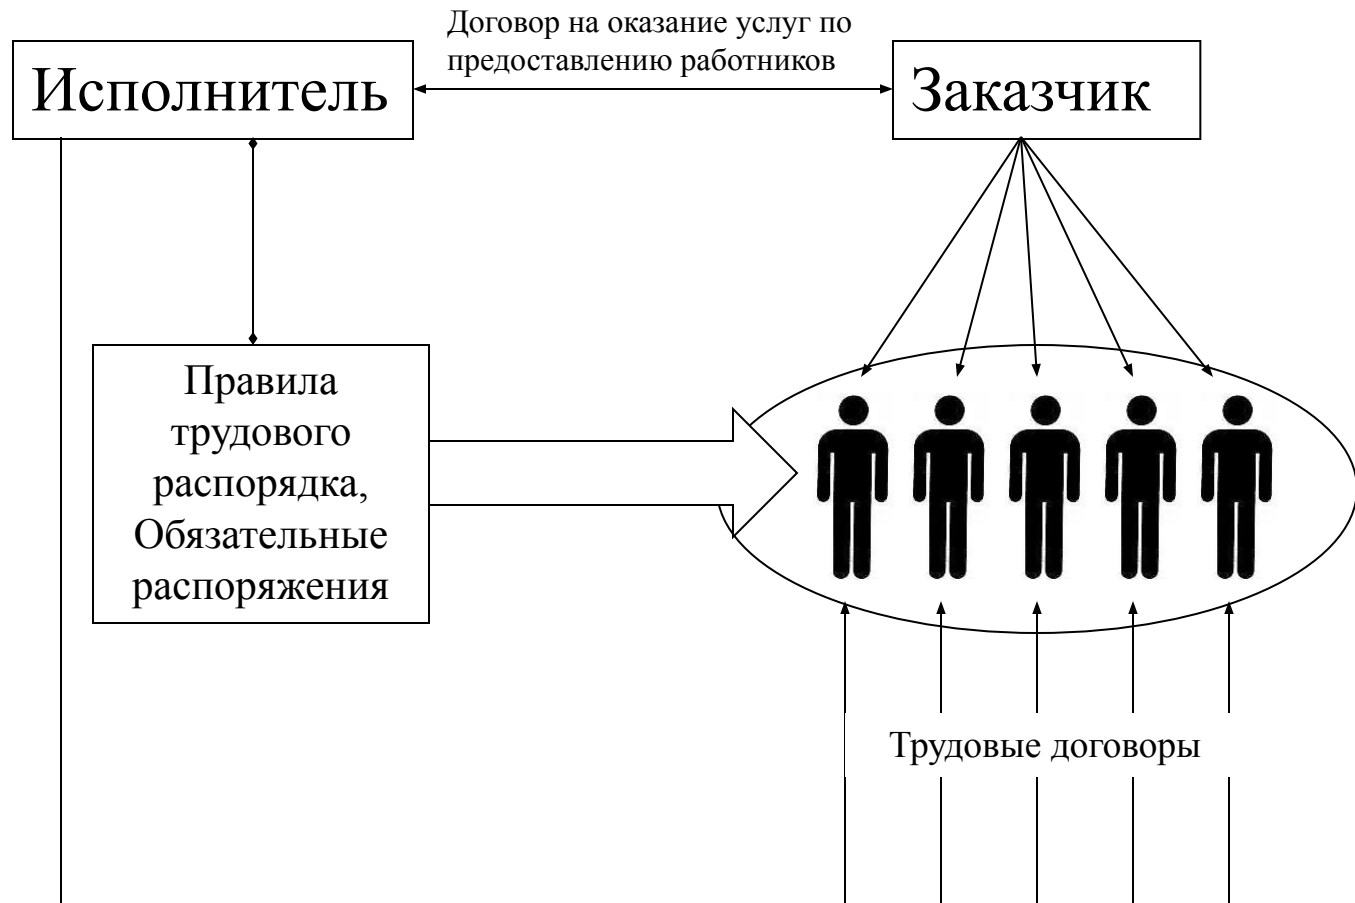 Договор на оказание услуг по
предоставлению работников
Исполнитель
Заказчик
Правила
трудового
распорядка,
Обязательные
распоряжения
Трудовые договоры